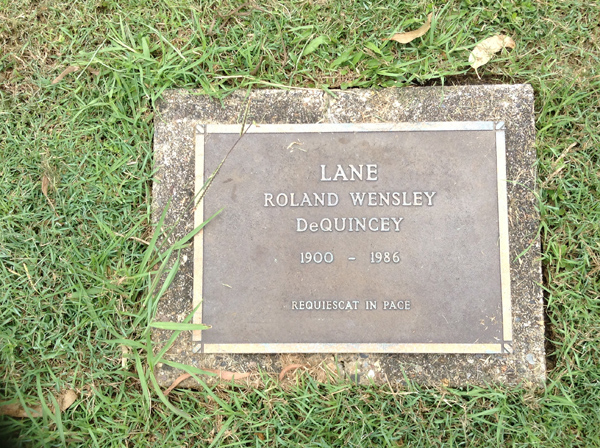 LANE
ROLAND WENSLEY
DeQUINCEY
1900 - 1986
REQUIESCAT IN PACE